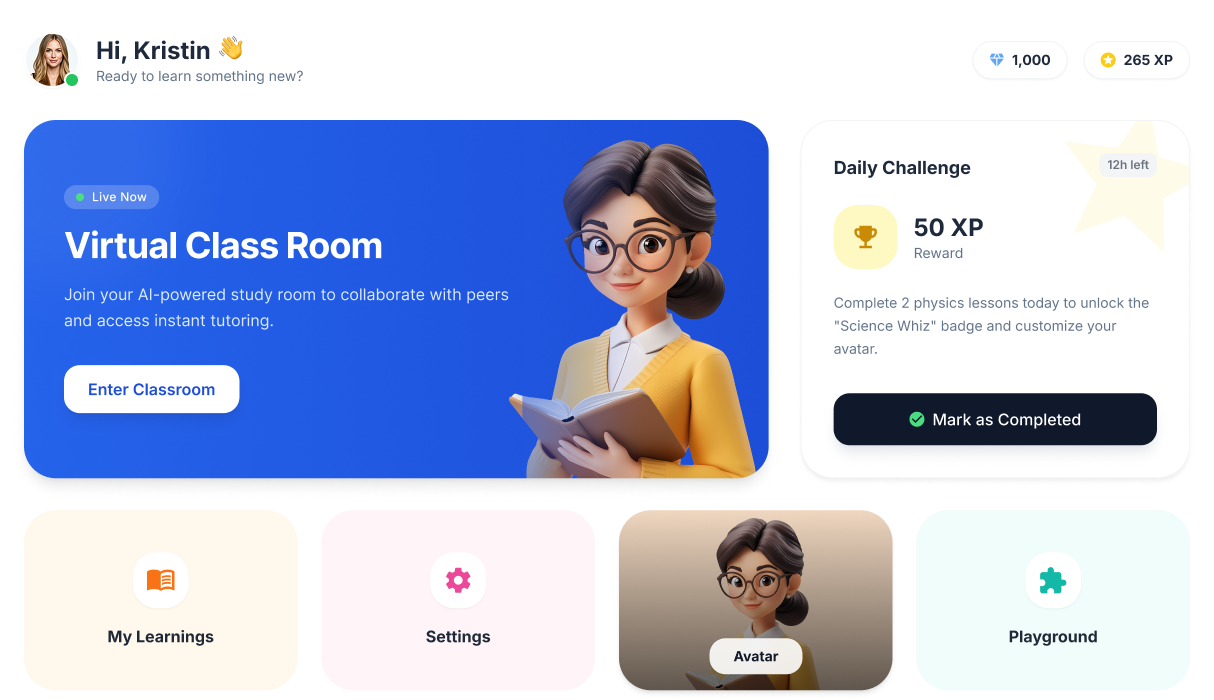 Hi, Kristin 👋
Ready to learn something new?
1,000
265 XP
Live Now
Virtual Class Room
Join your AI-powered study room to collaborate with peers
and access instant tutoring.
Enter Classroom
Daily Challenge
12h left
50 XP
Reward
Complete 2 physics lessons today to unlock the
"Science Whiz" badge and customize your
avatar.
Mark as Completed
My Learnings
Settings
Avatar
Playground